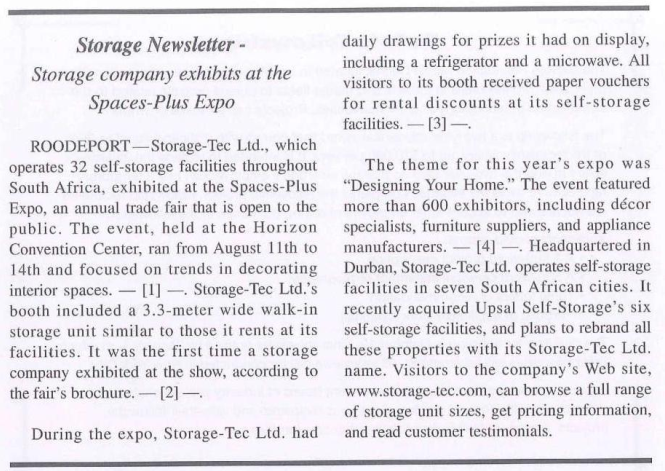 Storage Newsletter -
Storage company exhibits at the
Spaces-Plus Expo
ROODEPORT—Storage-Tec Ltd., which
operates 32 self-storage facilities throughout
South Africa, exhibited at the Spaces-Plus
Expo, an annual trade fair that is open to the
public. The event, held at the Horizon
Convention Center, ran from August 11th to
14th and focused on trends in decorating
interior spaces. — [1] —. Storage-Tec Ltd.'s
booth included a 3.3-meter wide walk-in
storage unit similar to those it rents at its
facilities. It was the first time a storage
company exhibited at the show, according to
the fair's brochure. — [2] —.
During the expo, Storage-Tec Ltd. had
daily drawings for prizes it had on display,
including a refrigerator and a microwave. All
visitors to its booth received paper vouchers
for rental discounts at its self-storage
facilities. — [3] —.
The theme for this year's expo was
"Designing Your Home." The event featured
more than 600 exhibitors, including décor
specialists, furniture suppliers, and appliance
manufacturers. — [4] —. Headquartered in
Durban, Storage-Tec Ltd. operates self-storage
facilities in seven South African cities. It
recently acquired Upsal Self-Storage's six
self-storage facilities, and plans to rebrand all
these properties with its Storage-Tec Ltd.
name. Visitors to the company's Web site,
www.storage-tec.com, can browse a full range
of storage unit sizes, get pricing information,
and read customer testimonials.